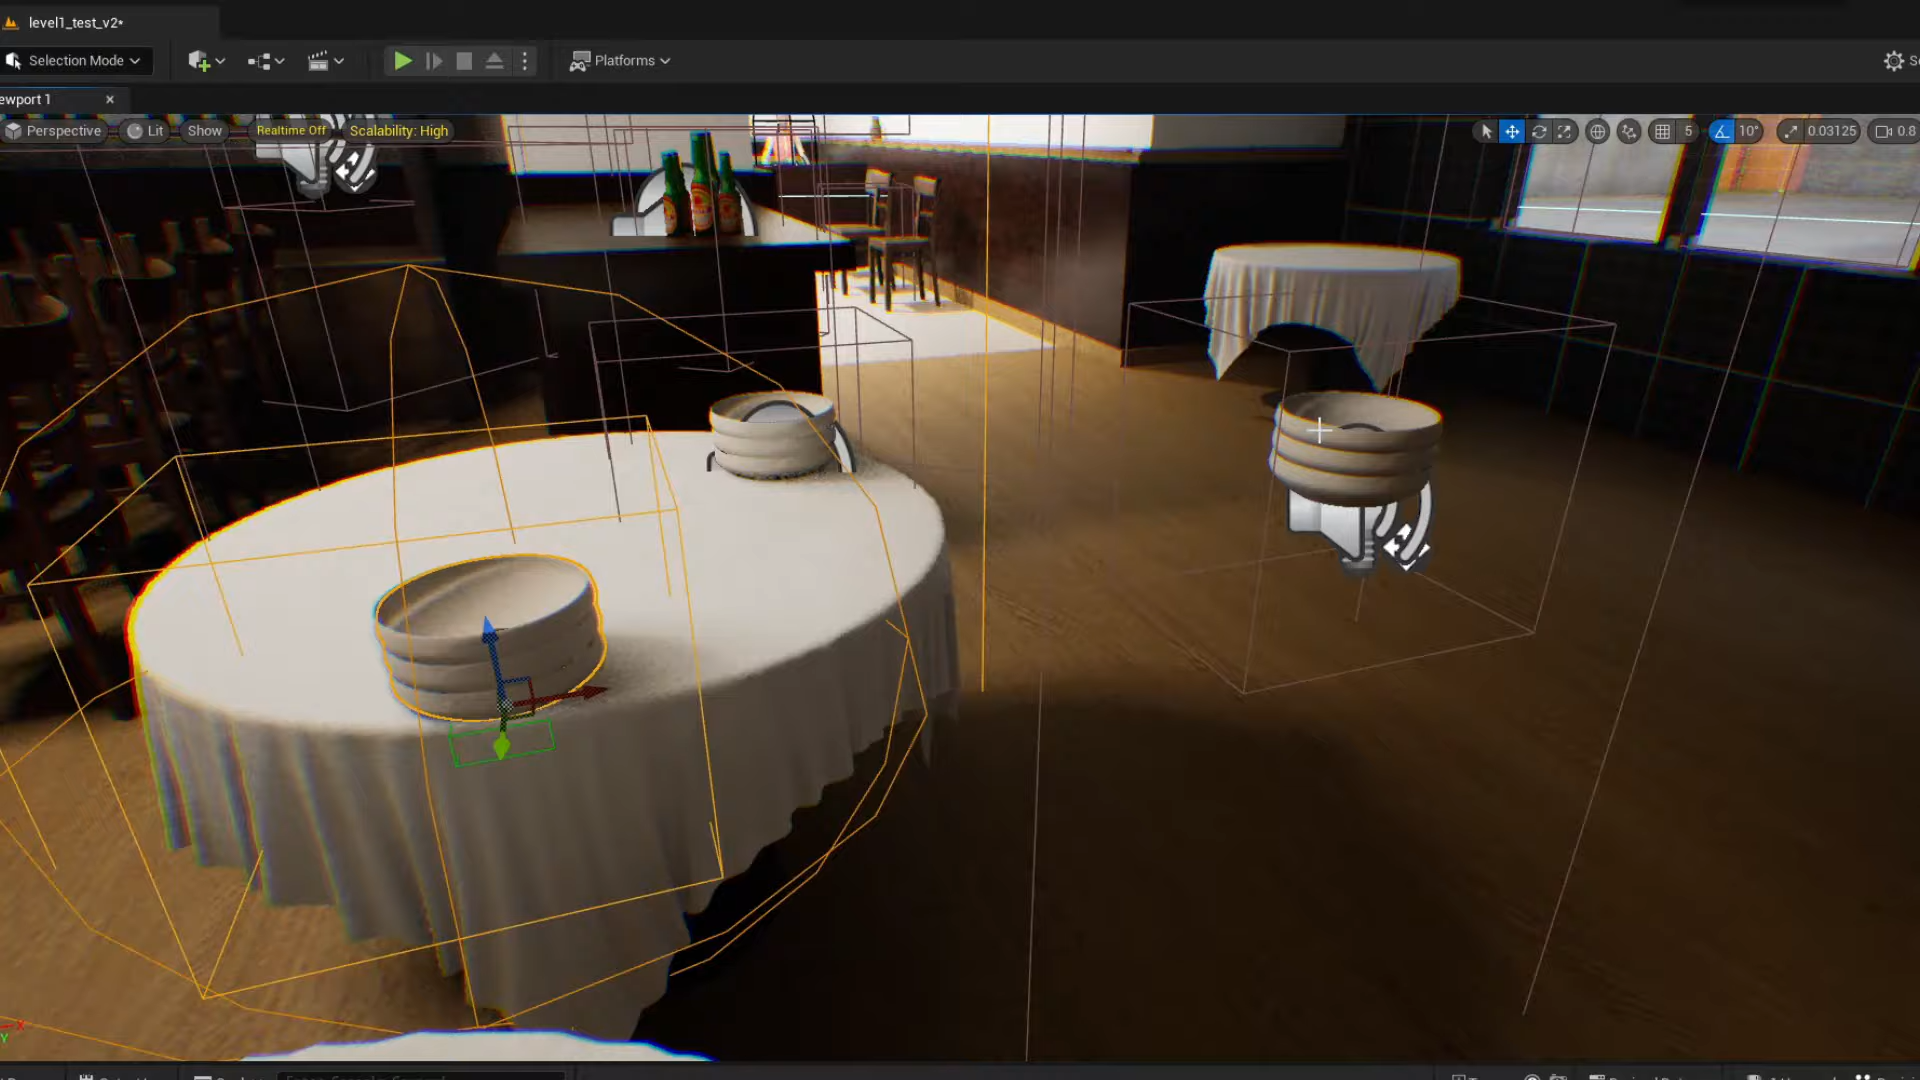 level1_test_v2*
Selection Mode
Platforms
ewport 1
Perspective
Lit
Show
Realtime Off
Scalability: High
5
10°
0.03125
0.8
X
Y